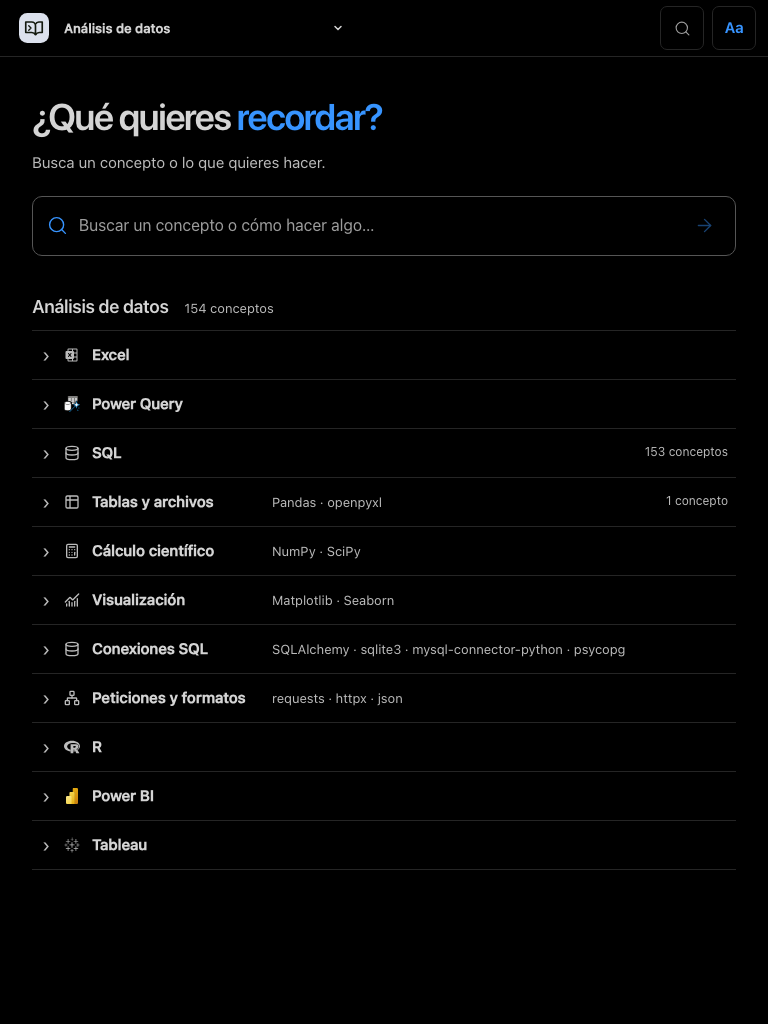 Análisis de datos
Aa
¿Qué quieres recordar?
Busca un concepto o lo que quieres hacer.
Buscar un concepto o cómo hacer algo...
Análisis de datos 154 conceptos
Excel
Power Query
SQL 153 conceptos
Tablas y archivos Pandas · openpyxl 1 concepto
Cálculo científico NumPy · SciPy
Visualización Matplotlib · Seaborn
Conexiones SQL SQLAlchemy · sqlite3 · mysql-connector-python · psycopg
Peticiones y formatos requests · httpx · json
R
Power BI
Tableau